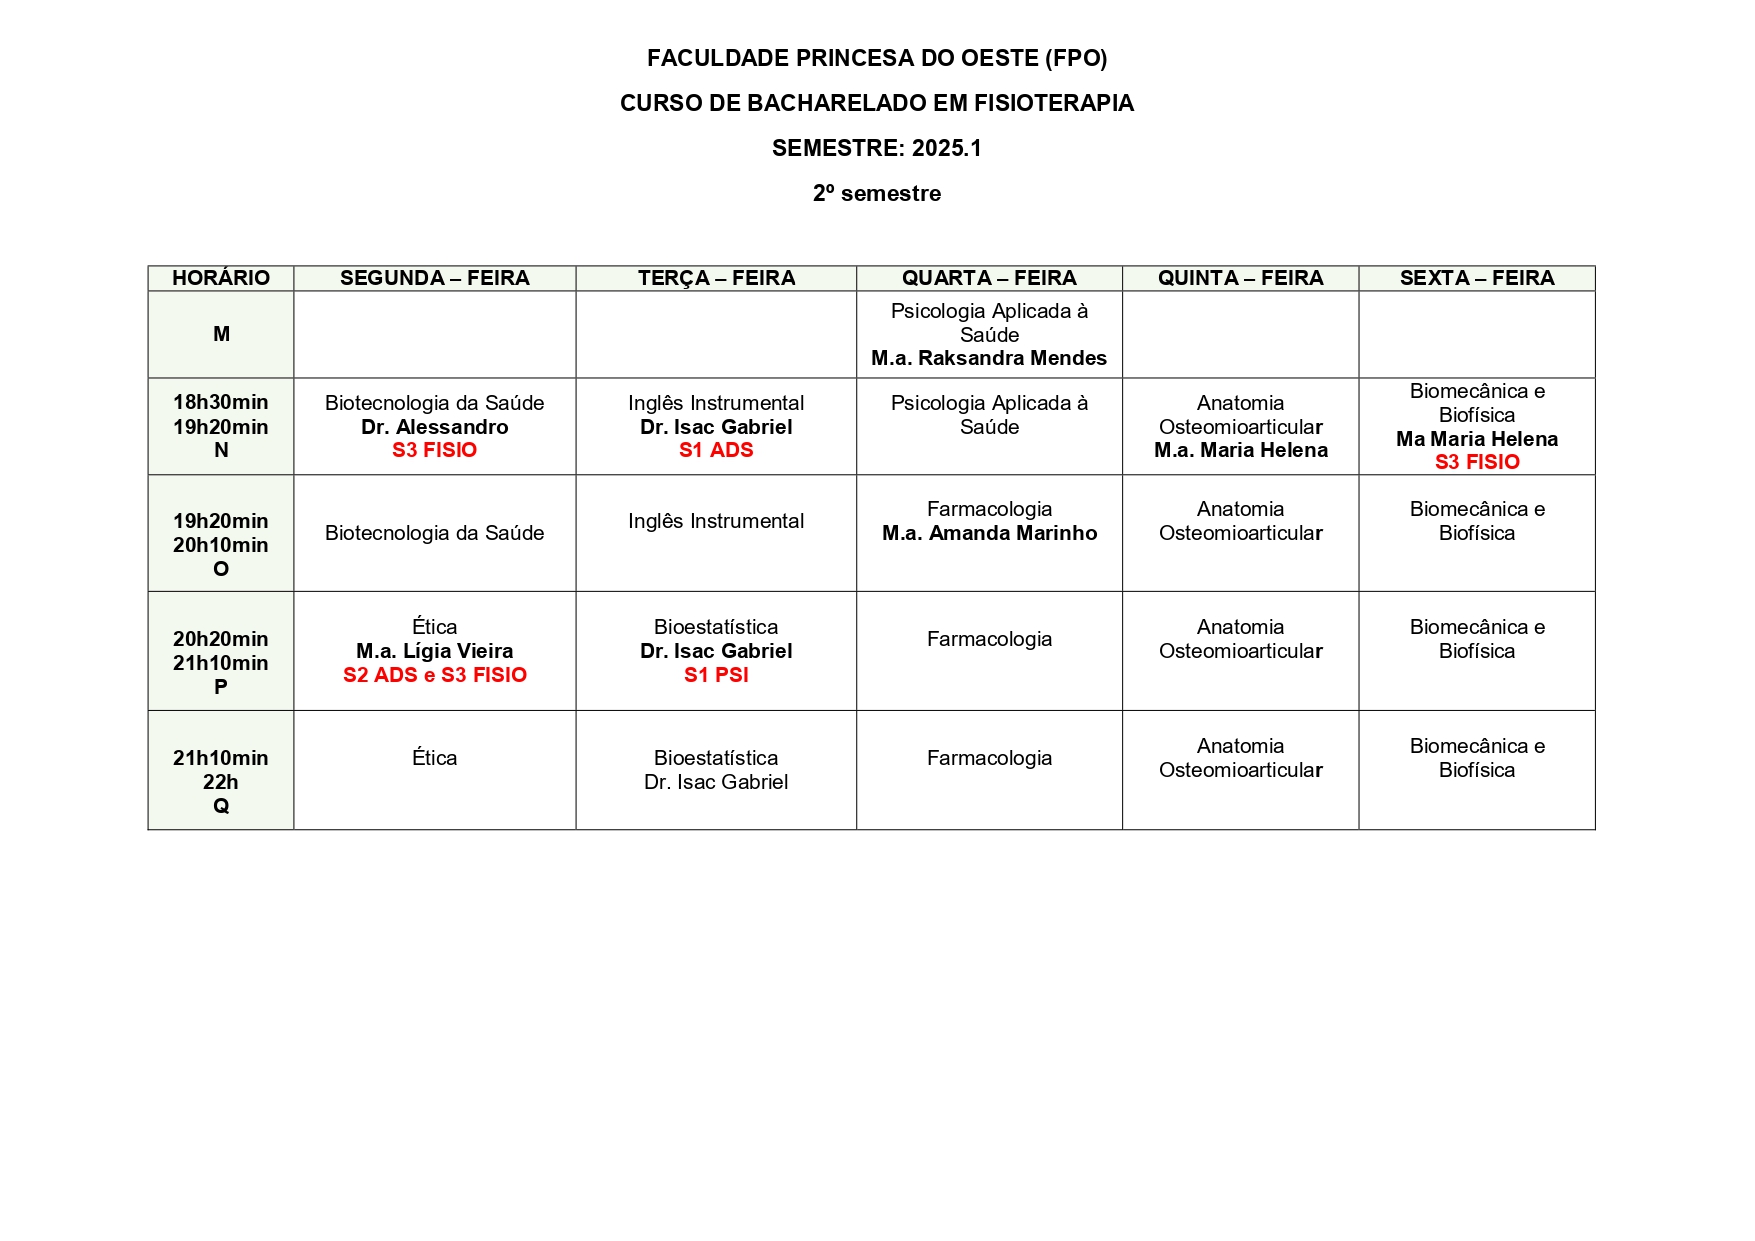 FACULDADE PRINCESA DO OESTE (FPO)
CURSO DE BACHARELADO EM FISIOTERAPIA
SEMESTRE: 2025.1
2º semestre
HORÁRIO
SEGUNDA – FEIRA
TERÇA – FEIRA
QUARTA – FEIRA
QUINTA – FEIRA
SEXTA – FEIRA
M
Psicologia Aplicada à
Saúde
M.a. Raksandra Mendes
18h30min
19h20min
N
Biotecnologia da Saúde
Dr. Alessandro
S3 FISIO
Inglês Instrumental
Dr. Isac Gabriel
S1 ADS
Psicologia Aplicada à
Saúde
Anatomia
Osteomioarticular
M.a. Maria Helena
Biomecânica e
Biofísica
Ma Maria Helena
S3 FISIO
19h20min
20h10min
O
Biotecnologia da Saúde
Inglês Instrumental
Farmacologia
M.a. Amanda Marinho
Anatomia
Osteomioarticular
Biomecânica e
Biofísica
20h20min
21h10min
P
Ética
M.a. Lígia Vieira
S2 ADS e S3 FISIO
Bioestatística
Dr. Isac Gabriel
S1 PSI
Farmacologia
Anatomia
Osteomioarticular
Biomecânica e
Biofísica
21h10min
22h
Q
Ética
Bioestatística
Dr. Isac Gabriel
Farmacologia
Anatomia
Osteomioarticular
Biomecânica e
Biofísica